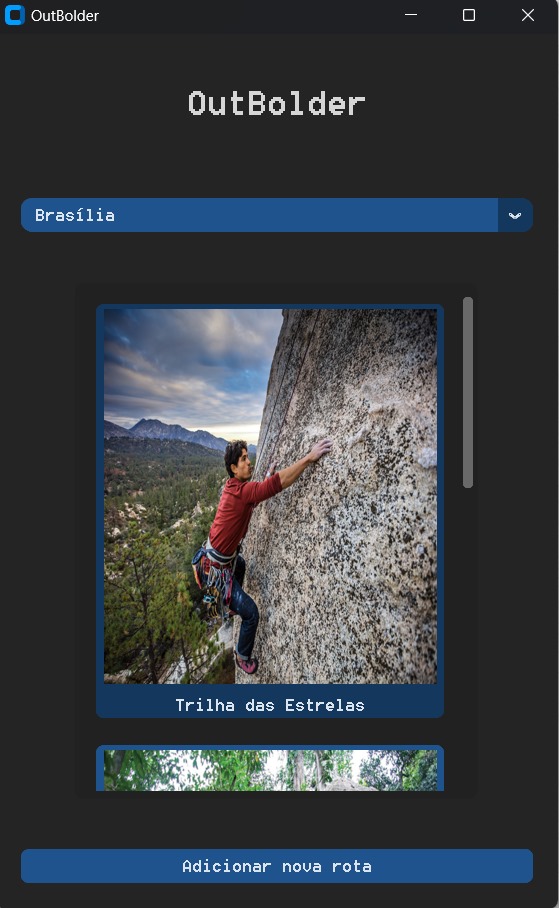 OutBolder
OutBolder
Brasília
Trilha das Estrelas
Adicionar nova rota